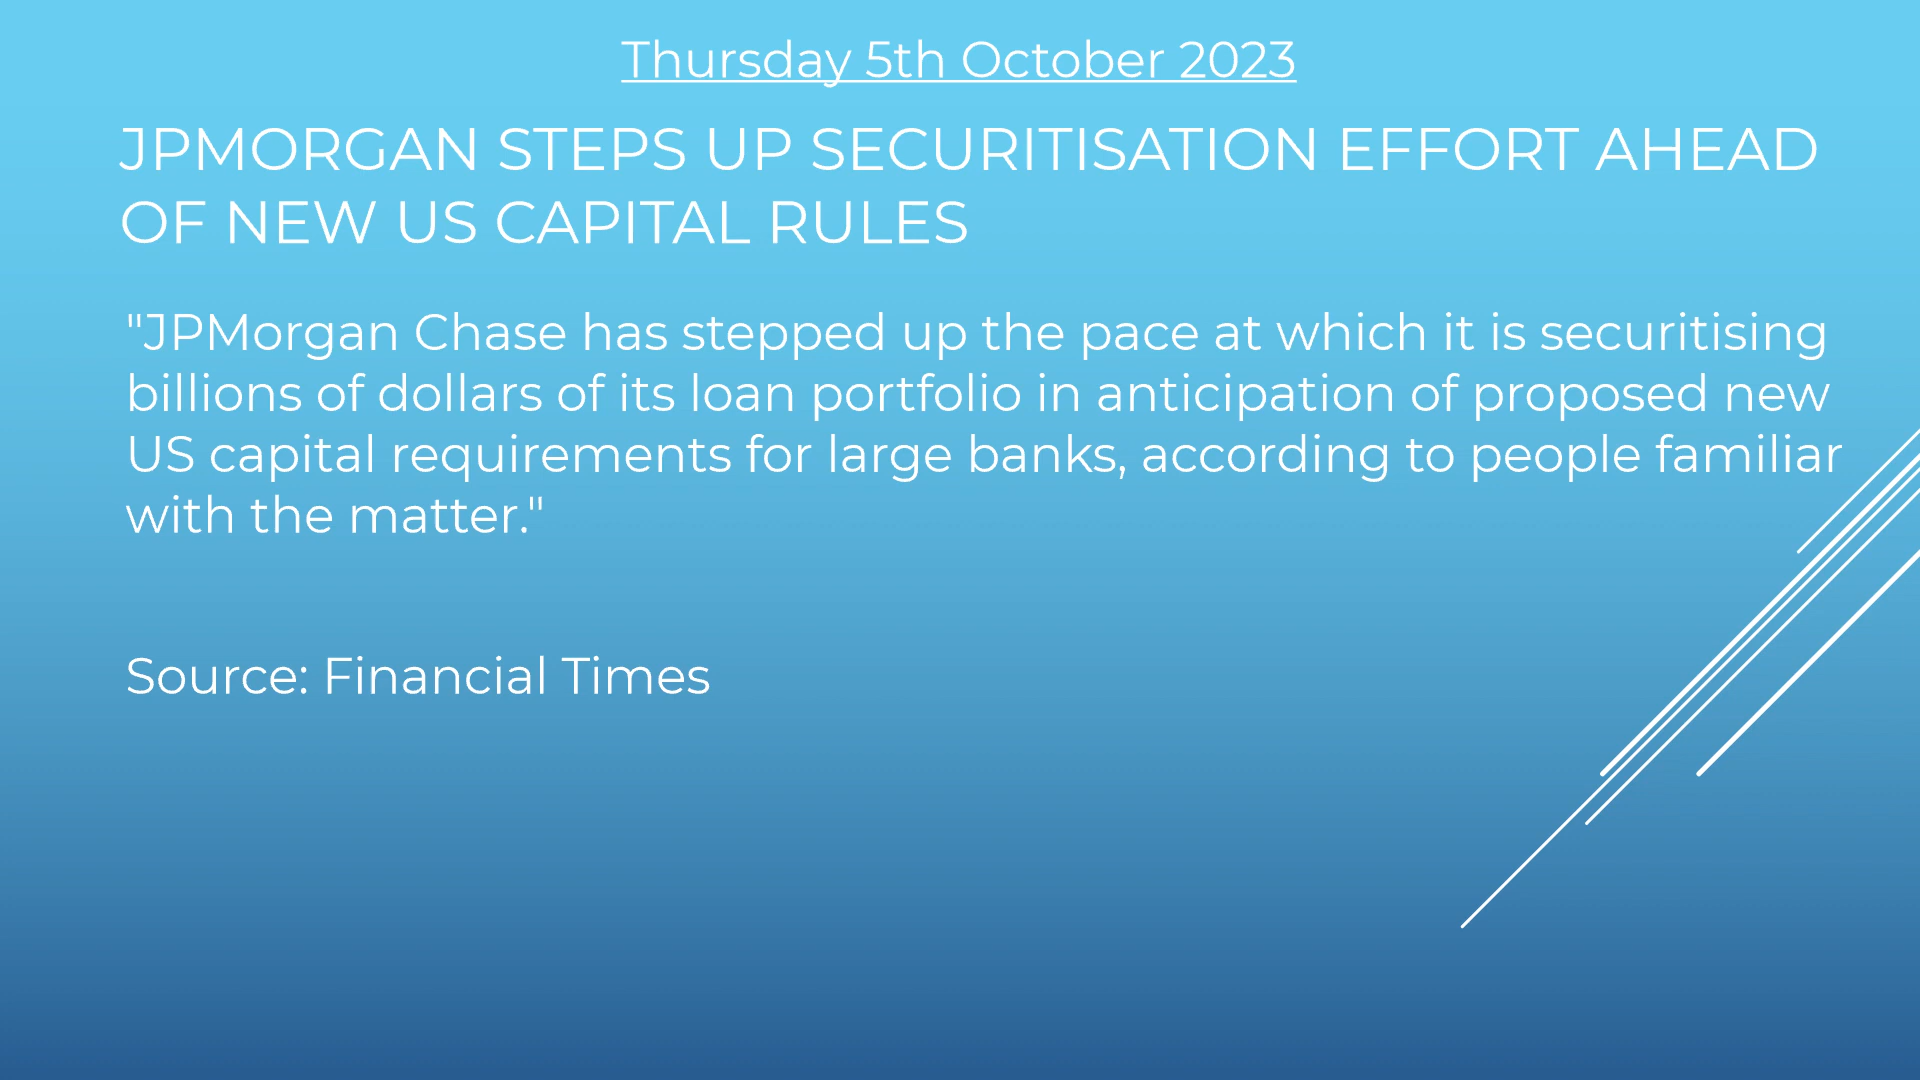 Thursday 5th October 2023
JPMORGAN STEPS UP SECURITISATION EFFORT AHEAD
OF NEW US CAPITAL RULES
"JPMorgan Chase has stepped up the pace at which it is securitising
billions of dollars of its loan portfolio in anticipation of proposed new
US capital requirements for large banks, according to people familiar
with the matter."
Source: Financial Times